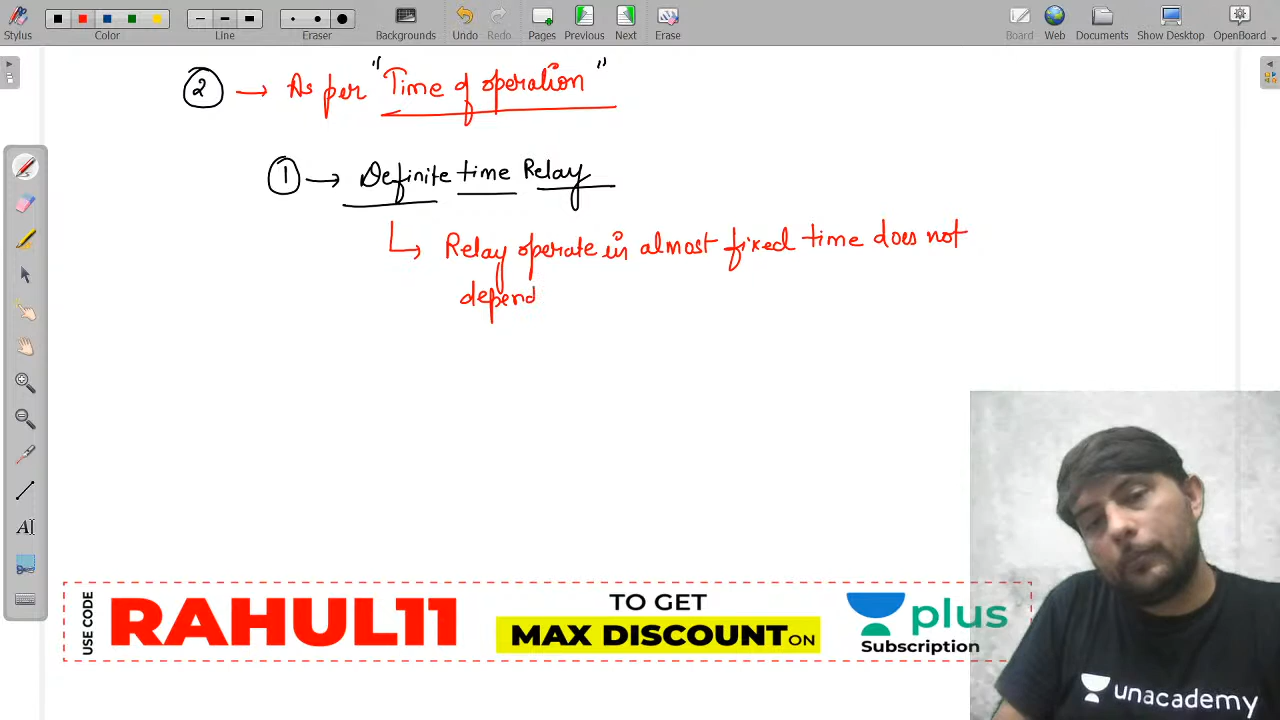 Stylus
Color
Line
Eraser
Backgrounds
Undo
Redo
Pages
Previous
Next
Erase
Board
Web
Documents
Show Desktop
OpenBoard
② → As per "Time of operation"
① → Definite time Relay
↳ Relay operate in almost fixed time does not
depend
AI
USE CODE
RAHUL11
TO GET
MAX DISCOUNT ON
plus
Subscription
unacademy